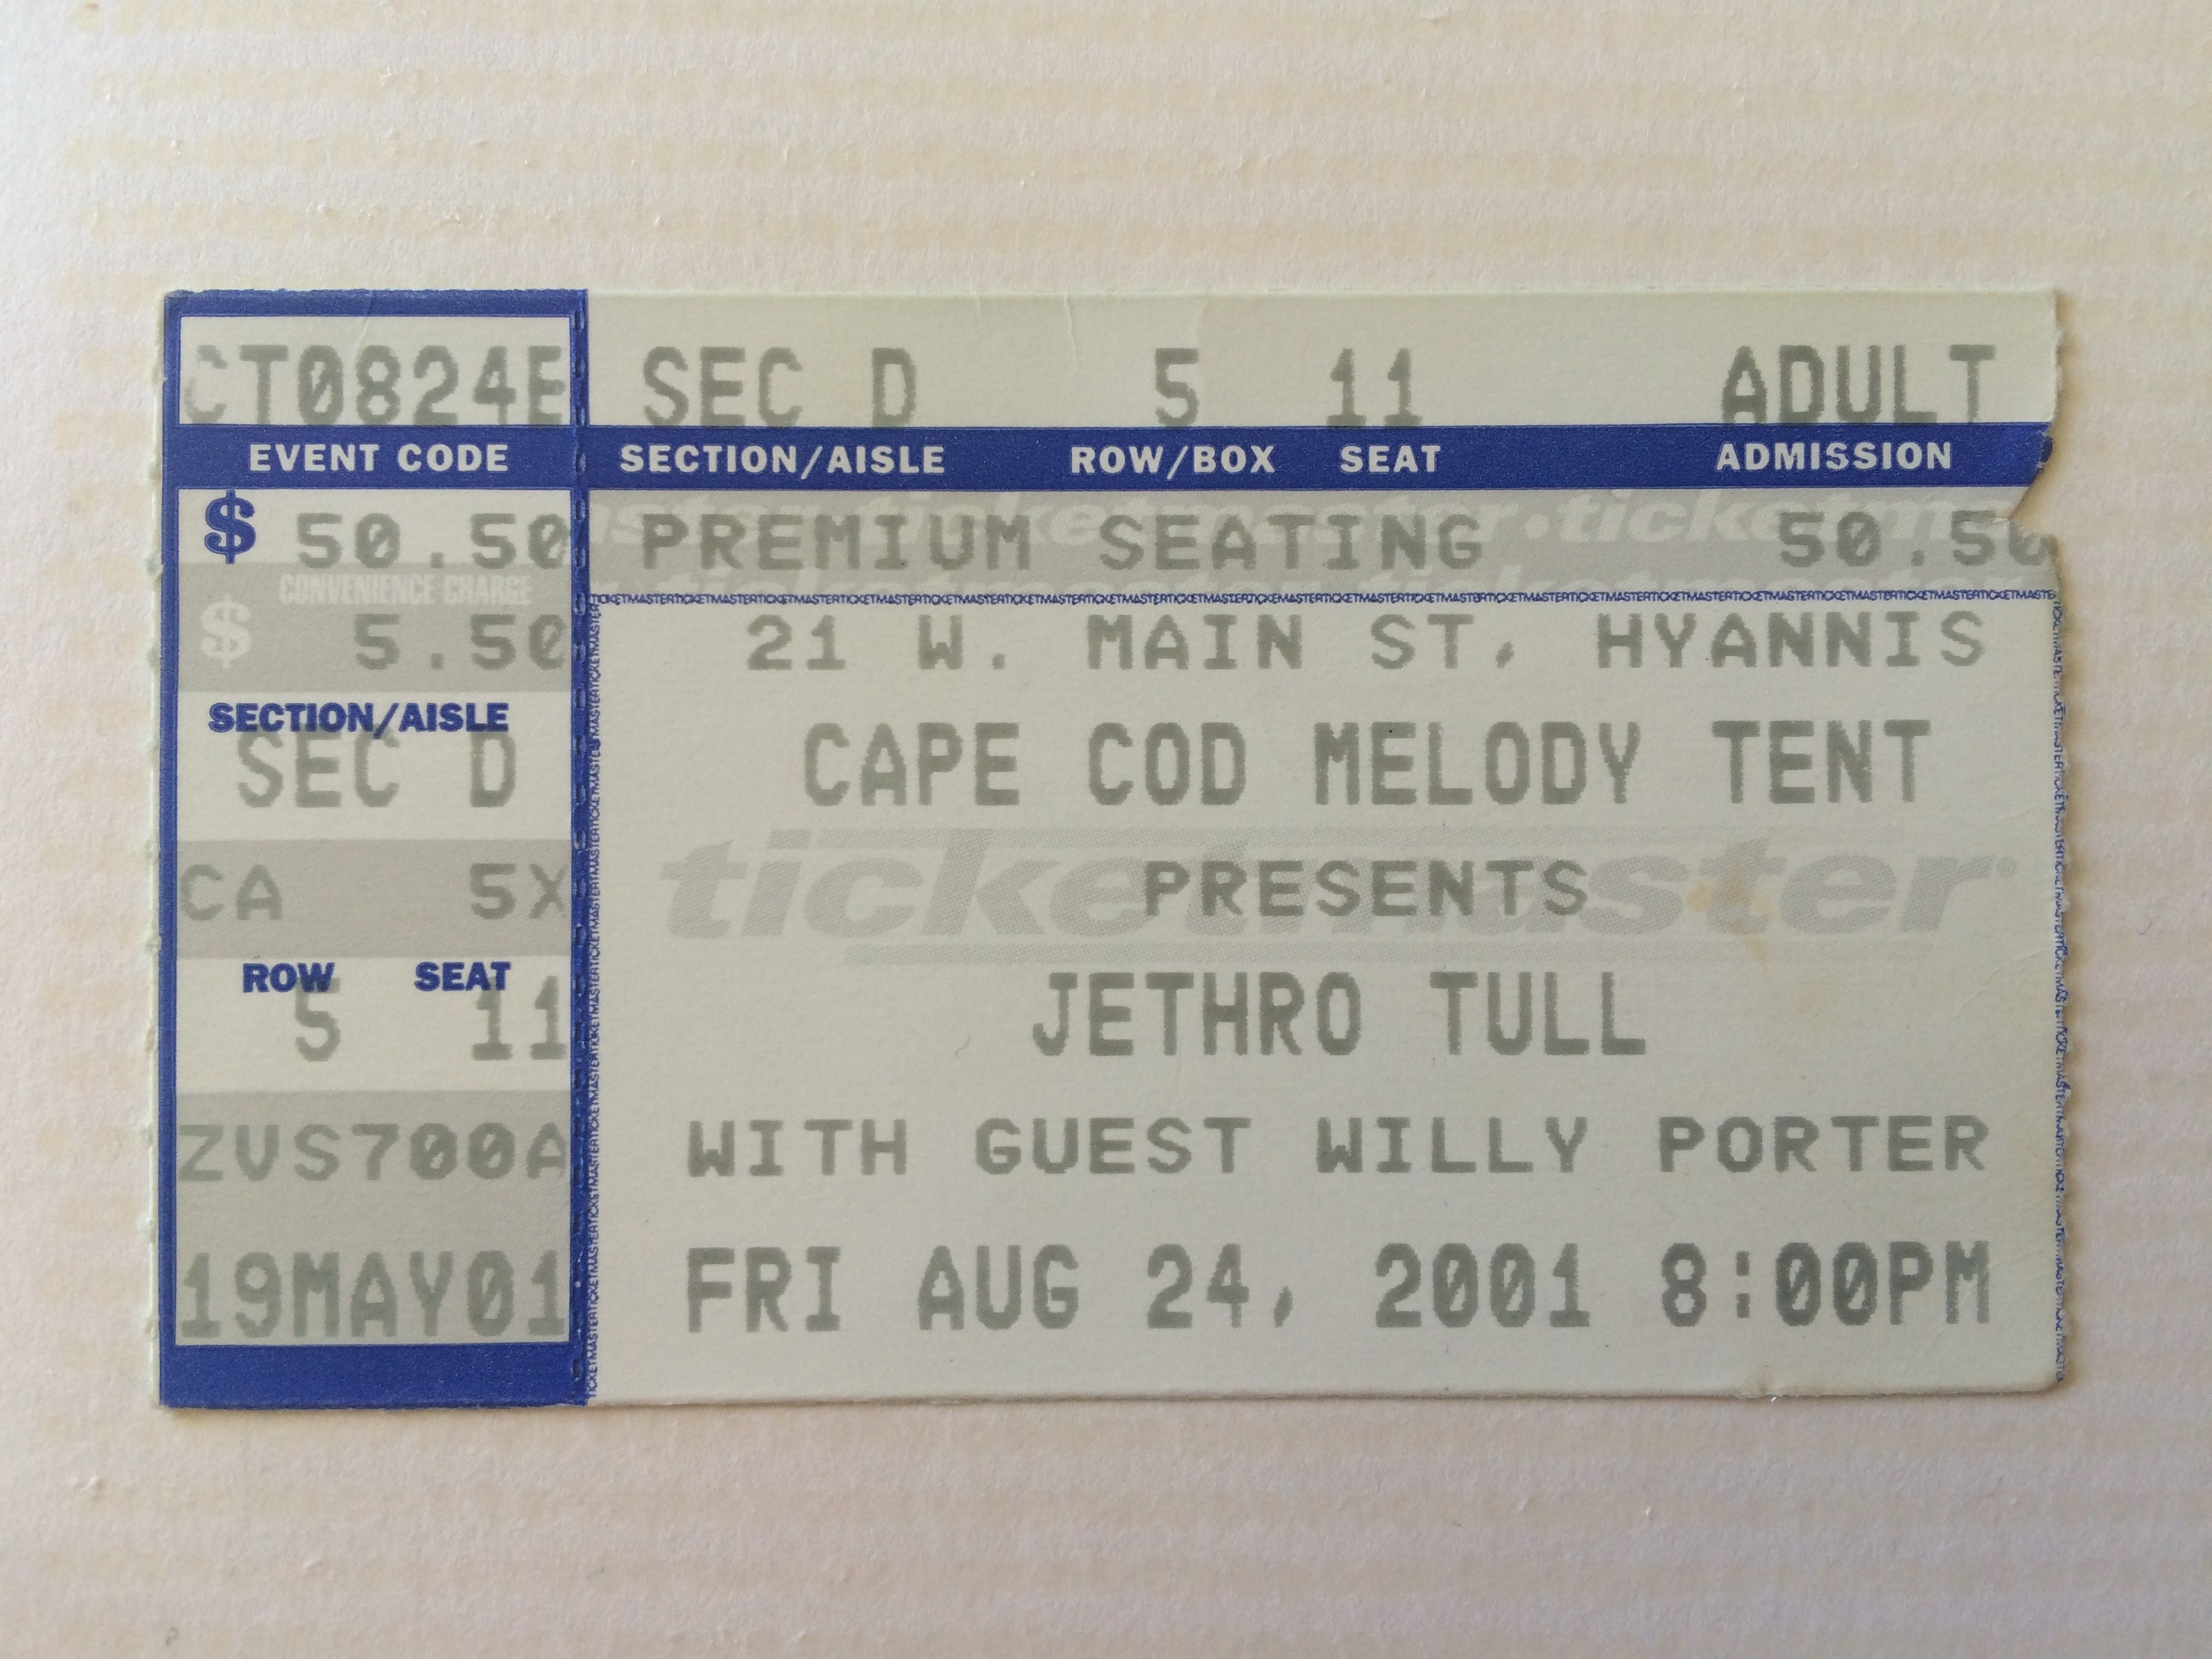 CT0824E SEC D 5 11 ADULT
EVENT CODE SECTION/AISLE ROW/BOX SEAT ADMISSION
$ 50.50 PREMIUM SEATING 50.50
CONVENIENCE CHARGE
$ 5.50
SECTION/AISLE
SEC D
CA 5X
ROW SEAT
5 11
ZVS700A
19MAY01
21 W. MAIN ST, HYANNIS
CAPE COD MELODY TENT
ticketmaster
PRESENTS
JETHRO TULL
WITH GUEST WILLY PORTER
FRI AUG 24, 2001 8:00PM